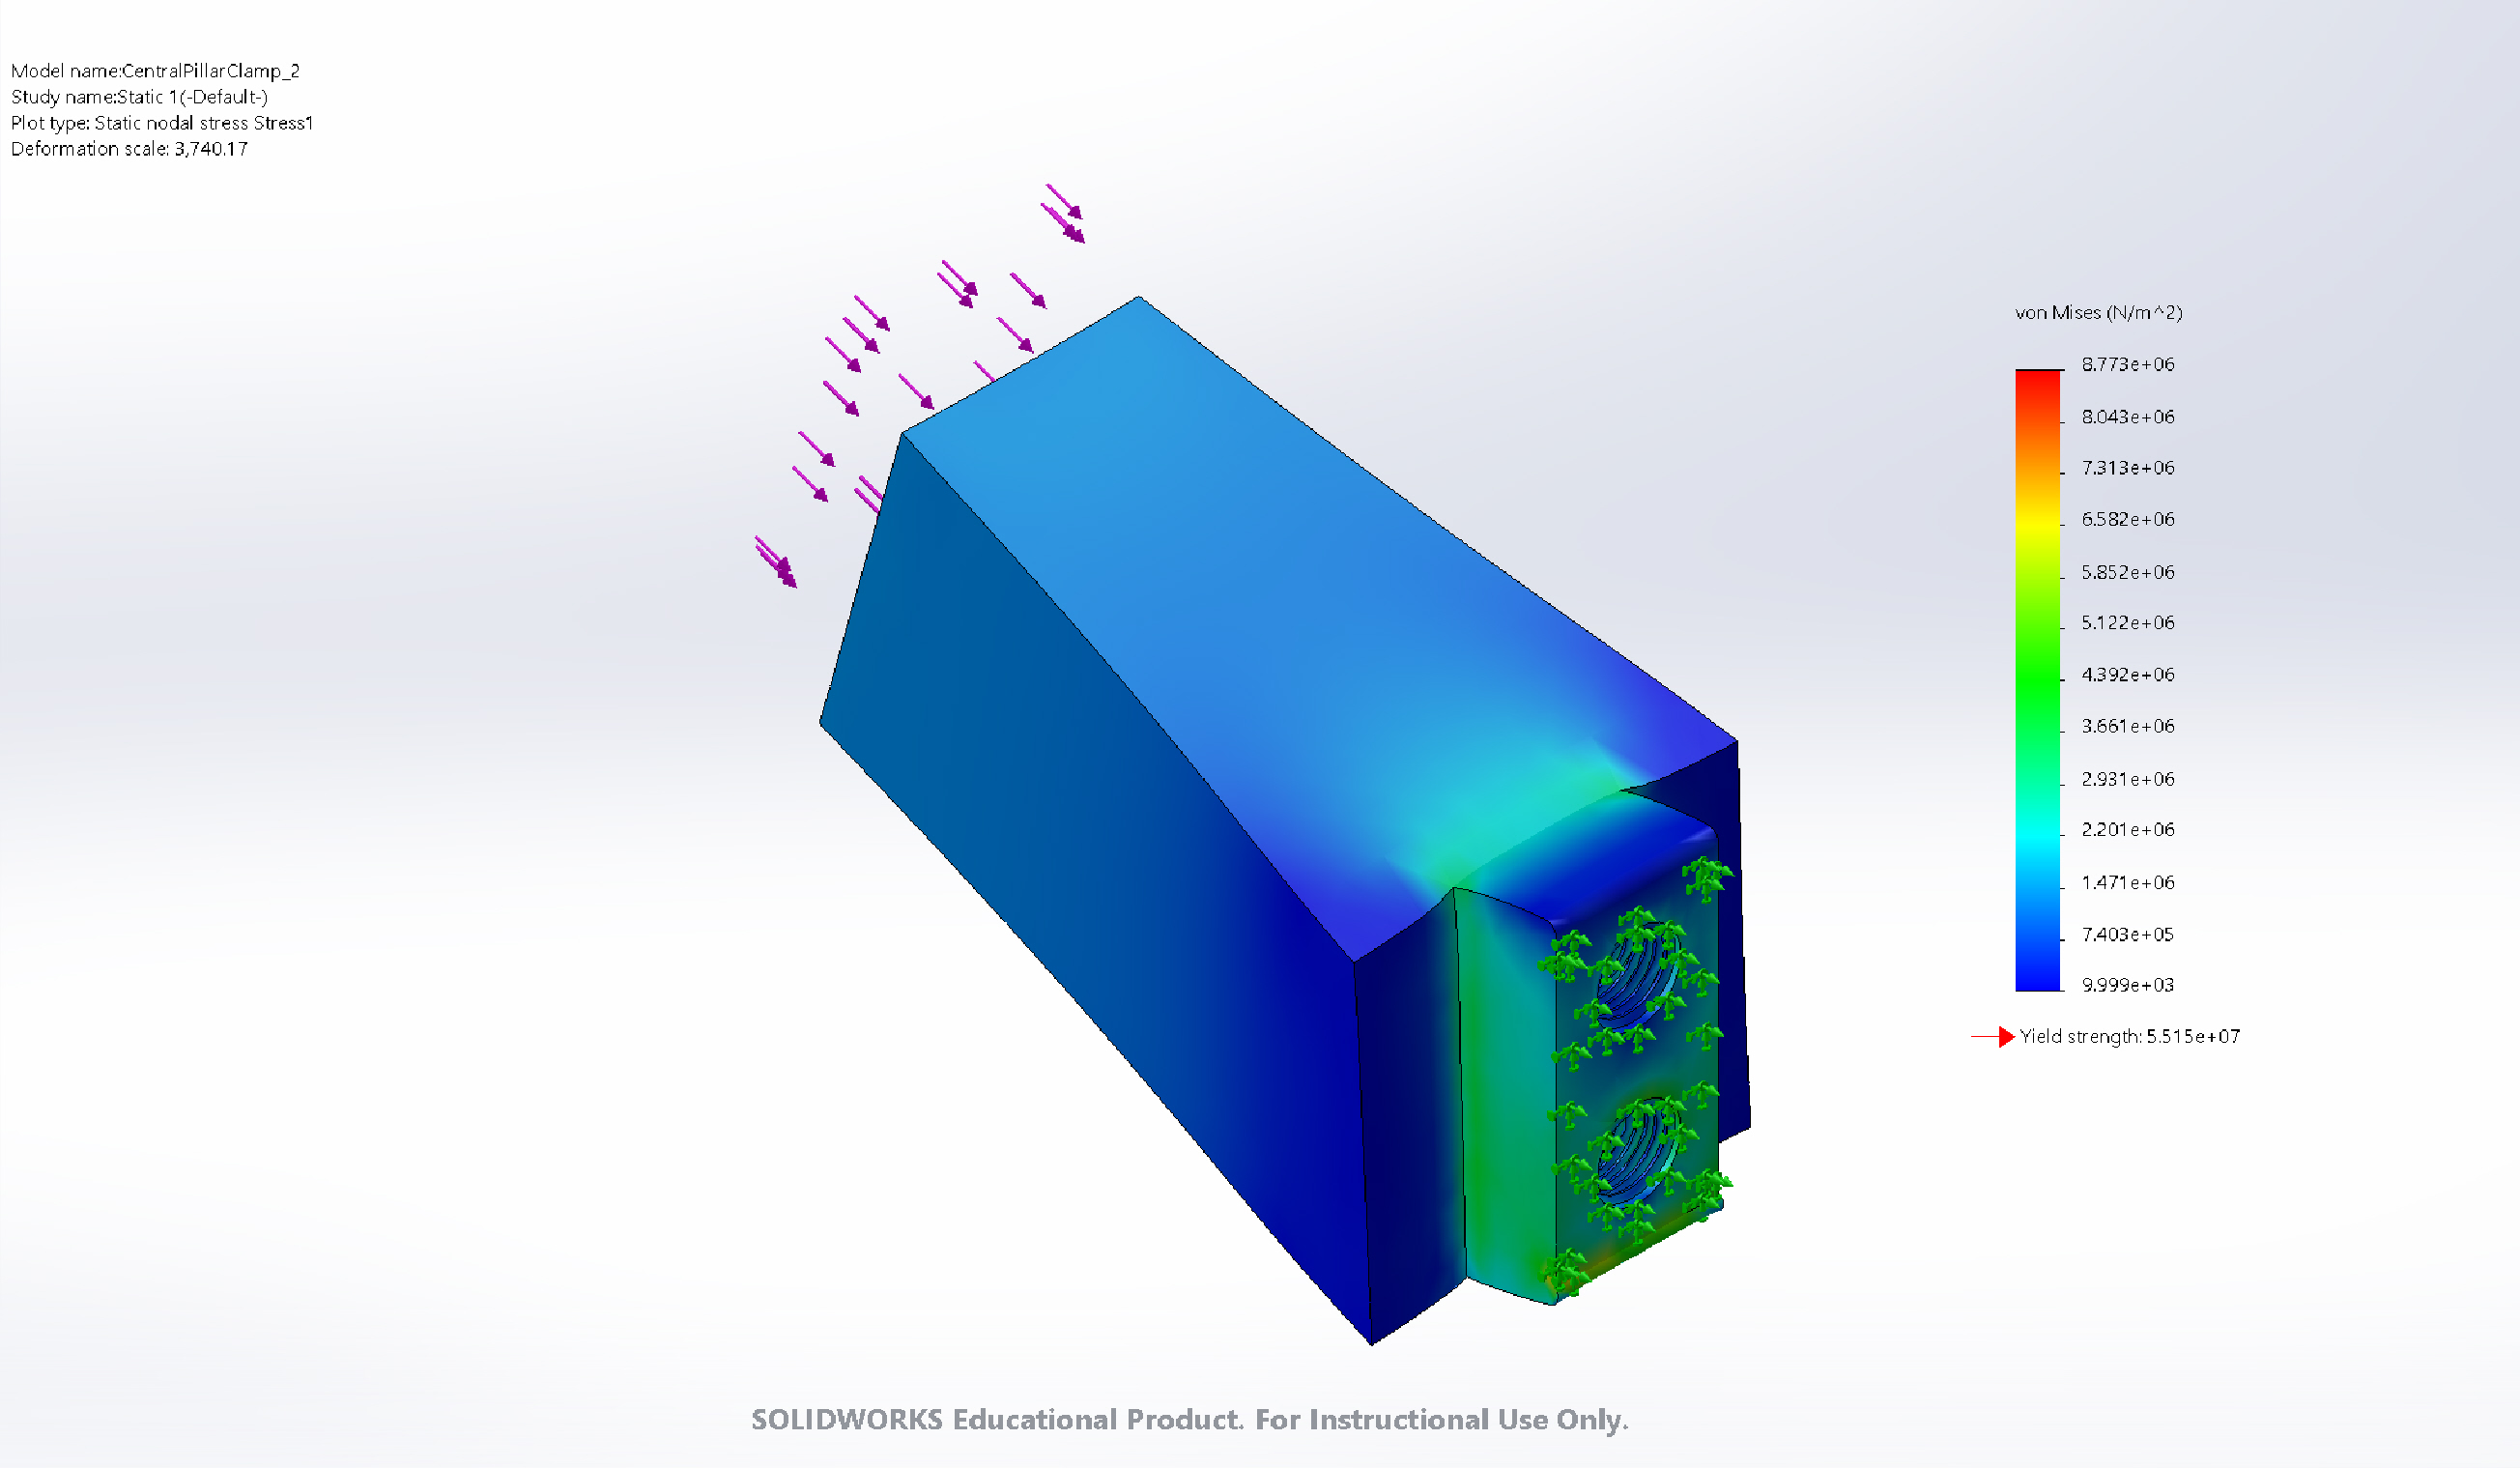 Model name:CentralPillarClamp_2
Study name:Static 1(-Default-)
Plot type: Static nodal stress Stress1
Deformation scale: 3,740.17
von Mises (N/m^2)
8.773e+06
8.043e+06
7.313e+06
6.582e+06
5.852e+06
5.122e+06
4.392e+06
3.661e+06
2.931e+06
2.201e+06
1.471e+06
7.403e+05
9.999e+03
Yield strength: 5.515e+07
SOLIDWORKS Educational Product. For Instructional Use Only.